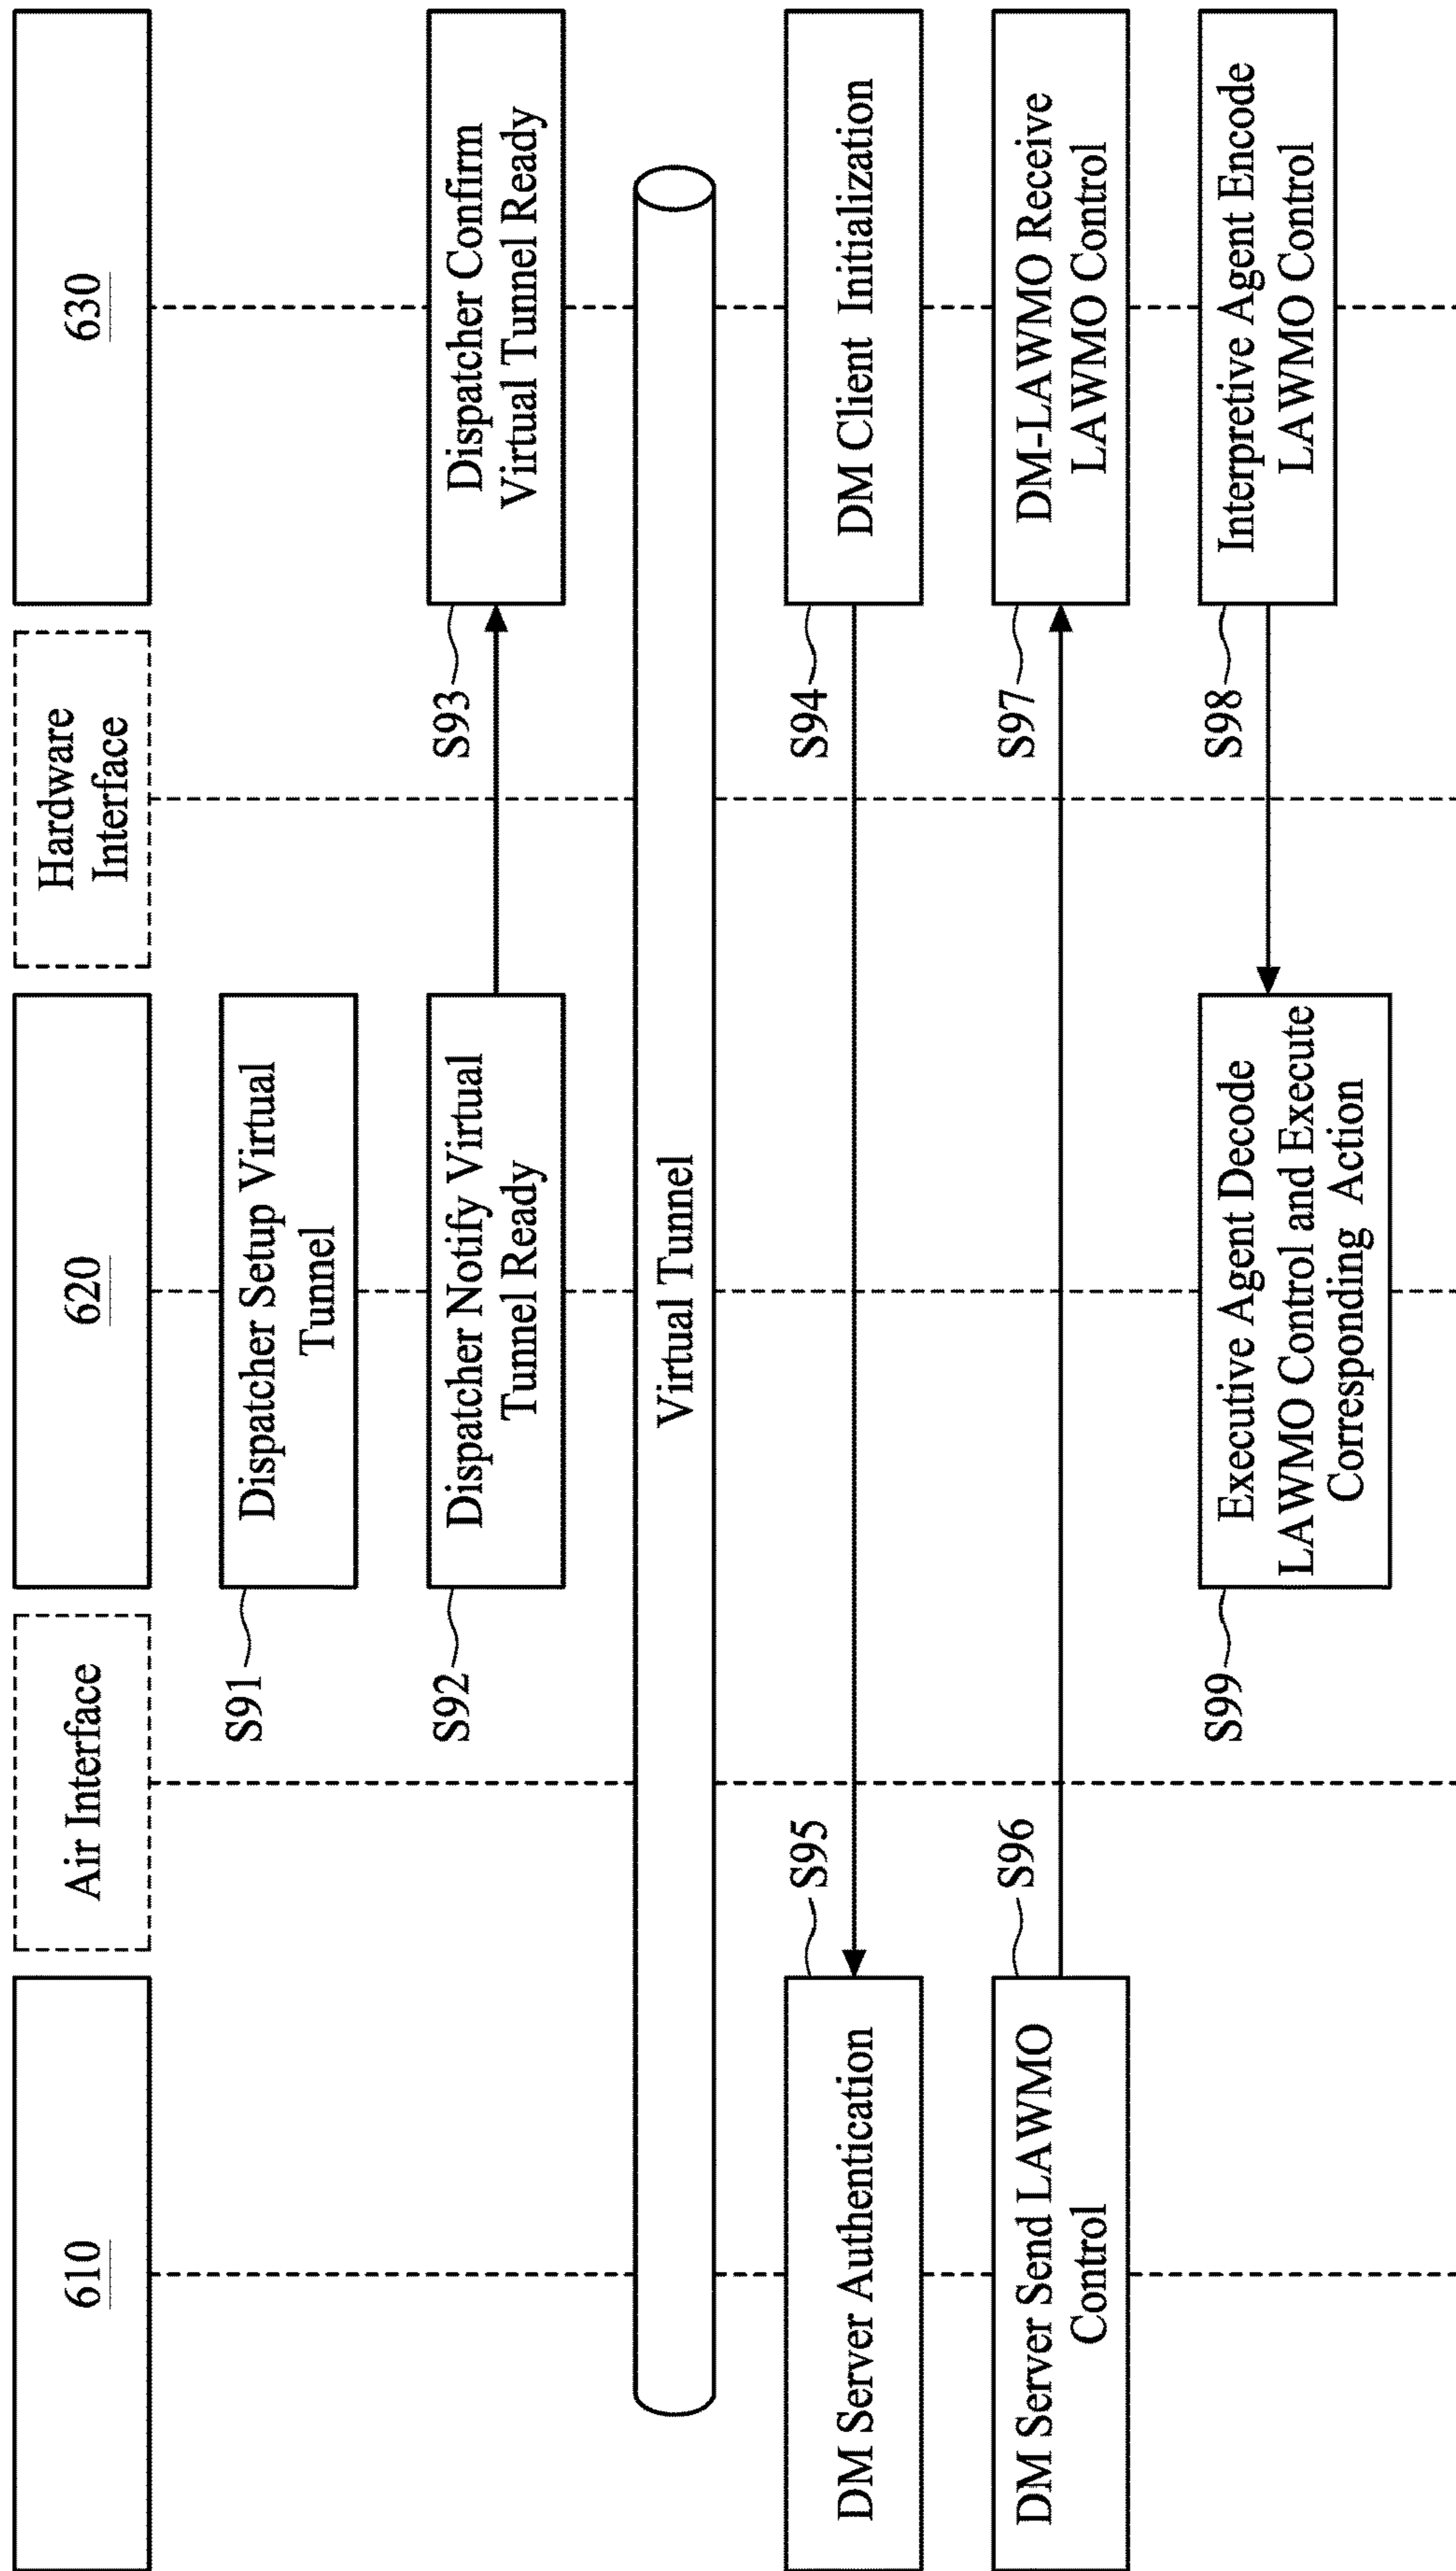 610
Air Interface
620
Hardware
Interface
630
S91
Dispatcher Setup Virtual
Tunnel
S92
Dispatcher Notify Virtual
Tunnel Ready
S93
Dispatcher Confirm
Virtual Tunnel Ready
Virtual Tunnel
DM Server Authentication
S95
S94
DM Client Initialization
DM Server Send LAWMO
Control
S96
S97
DM-LAWMO Receive
LAWMO Control
S99
Executive Agent Decode
LAWMO Control and Execute
Corresponding Action
S98
Interpretive Agent Encode
LAWMO Control